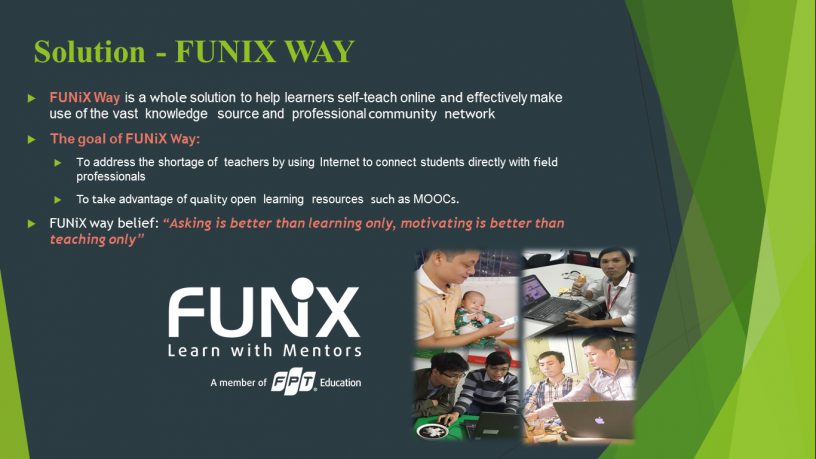 Solution - FUNIX WAY
FUNiX Way is a whole solution to help learners self-teach online and effectively make
use of the vast knowledge source and professional community network
The goal of FUNiX Way:
To address the shortage of teachers by using Internet to connect students directly with field
professionals
To take advantage of quality open learning resources such as MOOCs.
FUNiX way belief: “Asking is better than learning only, motivating is better than
teaching only”
FUNiX
Learn with Mentors
A member of FPT® Education